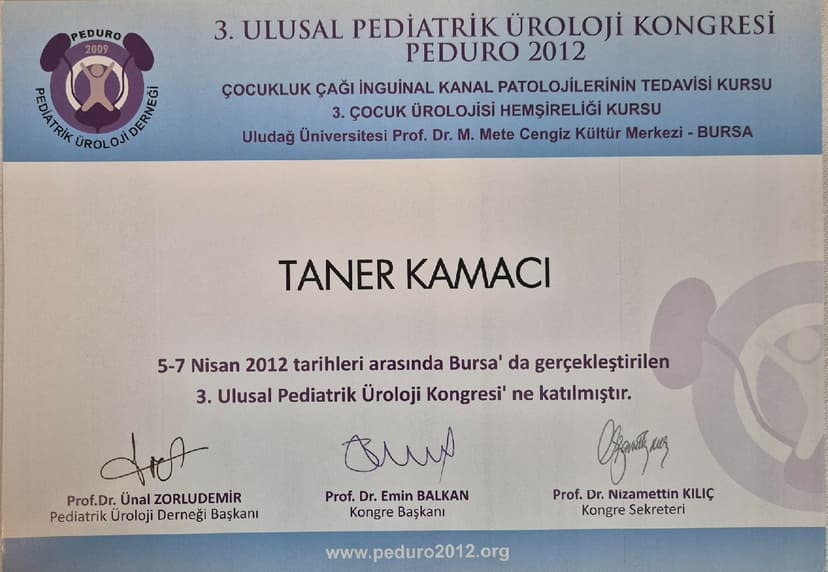 PEDURO
2009
PEDİATRİK ÜROLOJİ DERNEĞİ
3. ULUSAL PEDİATRİK ÜROLOJİ KONGRESİ
PEDURO 2012
ÇOCUKLUK ÇAĞI İNGUİNAL KANAL PATOLOJİLERİNİN TEDAVİSİ KURSU
3. ÇOCUK ÜROLOJİSİ HEMŞİRELİĞİ KURSU
Uludağ Üniversitesi Prof. Dr. M. Mete Cengiz Kültür Merkezi - BURSA
TANER KAMACI
5-7 Nisan 2012 tarihleri arasında Bursa' da gerçekleştirilen
3. Ulusal Pediatrik Üroloji Kongresi' ne katılmıştır.
Prof.Dr. Ünal ZORLUDEMİR
Pediatrik Üroloji Derneği Başkanı
Prof. Dr. Emin BALKAN
Kongre Başkanı
Prof. Dr. Nizamettin KILIÇ
Kongre Sekreteri
www.peduro2012.org